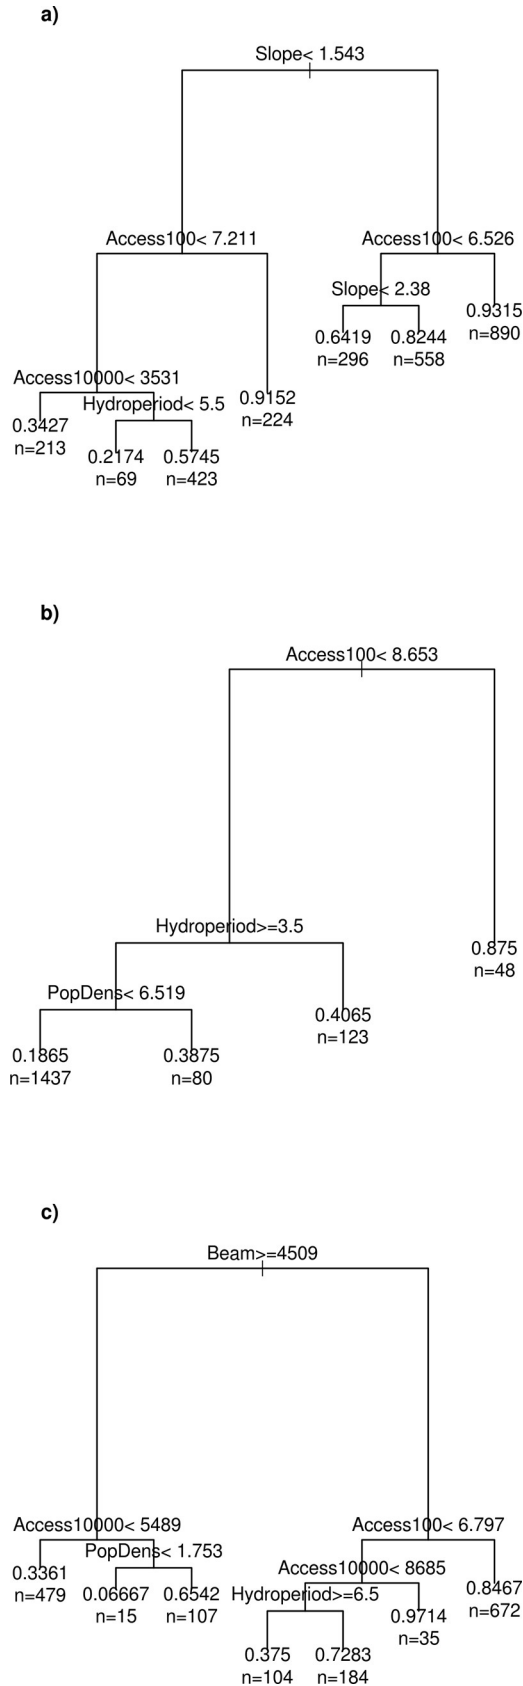 a)
Slope< 1.543
Access100< 7.211
Access100< 6.526
Slope< 2.38
0.9315
n=890
0.6419
n=296
0.8244
n=558
Access10000< 3531
Hydroperiod< 5.5
0.9152
n=224
0.3427
n=213
0.2174
n=69
0.5745
n=423
b)
Access100< 8.653
Hydroperiod>=3.5
0.875
n=48
PopDens< 6.519
0.4065
n=123
0.1865
n=1437
0.3875
n=80
c)
Beam>=4509
Access10000< 5489
Access100< 6.797
PopDens< 1.753
0.3361
n=479
0.06667
n=15
0.6542
n=107
Access10000< 8685
0.8467
n=672
Hydroperiod>=6.5
0.9714
n=35
0.375
n=104
0.7283
n=184